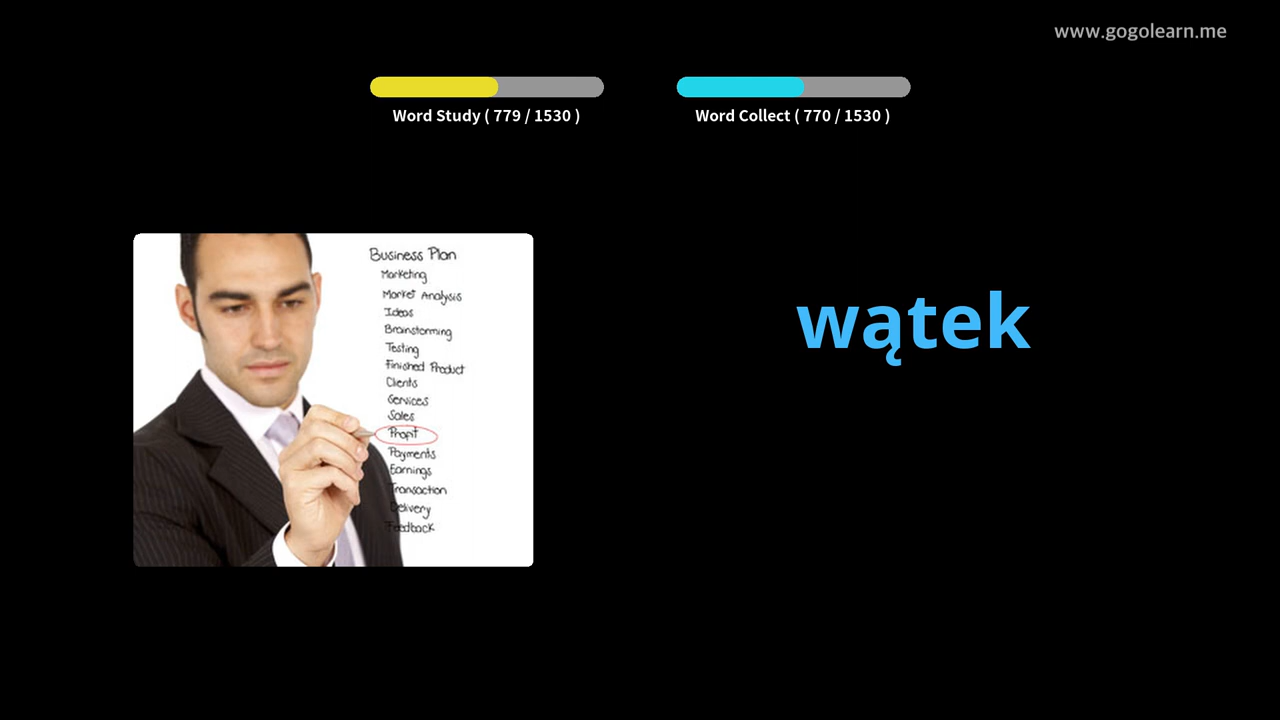 www.gogolearn.me
Word Study ( 779 / 1530 )
Word Collect ( 770 / 1530 )
Business Plan
Marketing
Market Analysis
Ideas
Brainstorming
Testing
Finished Product
Clients
Services
Sales
Profit
Payments
Earnings
Transaction
Delivery
Feedback
wątek